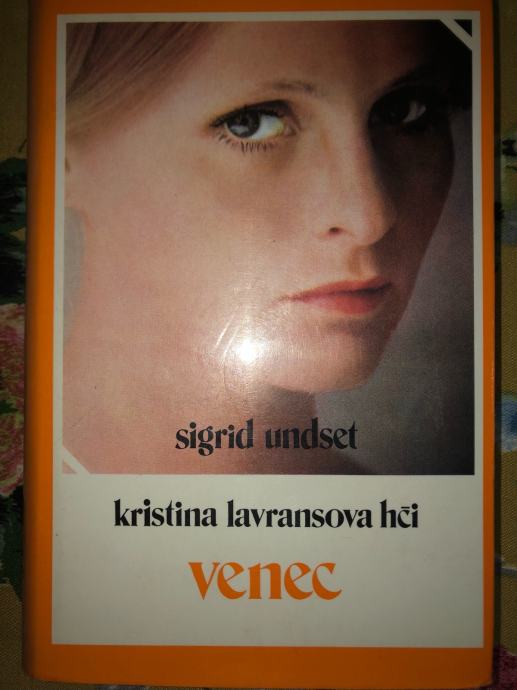 sigrid undset
kristina lavransova hči
venec